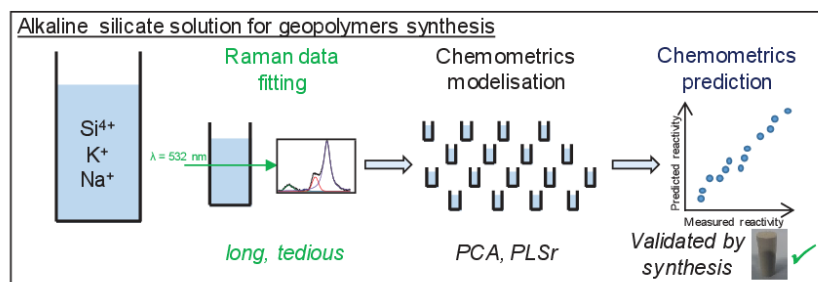 Alkaline silicate solution for geopolymers synthesis
Raman data
fitting
Chemometrics
modelisation
Chemometrics
prediction
Si4+
K+
Na+
λ = 532 nm
Predicted reactivity
Measured reactivity
long, tedious
PCA, PLSr
Validated by
synthesis